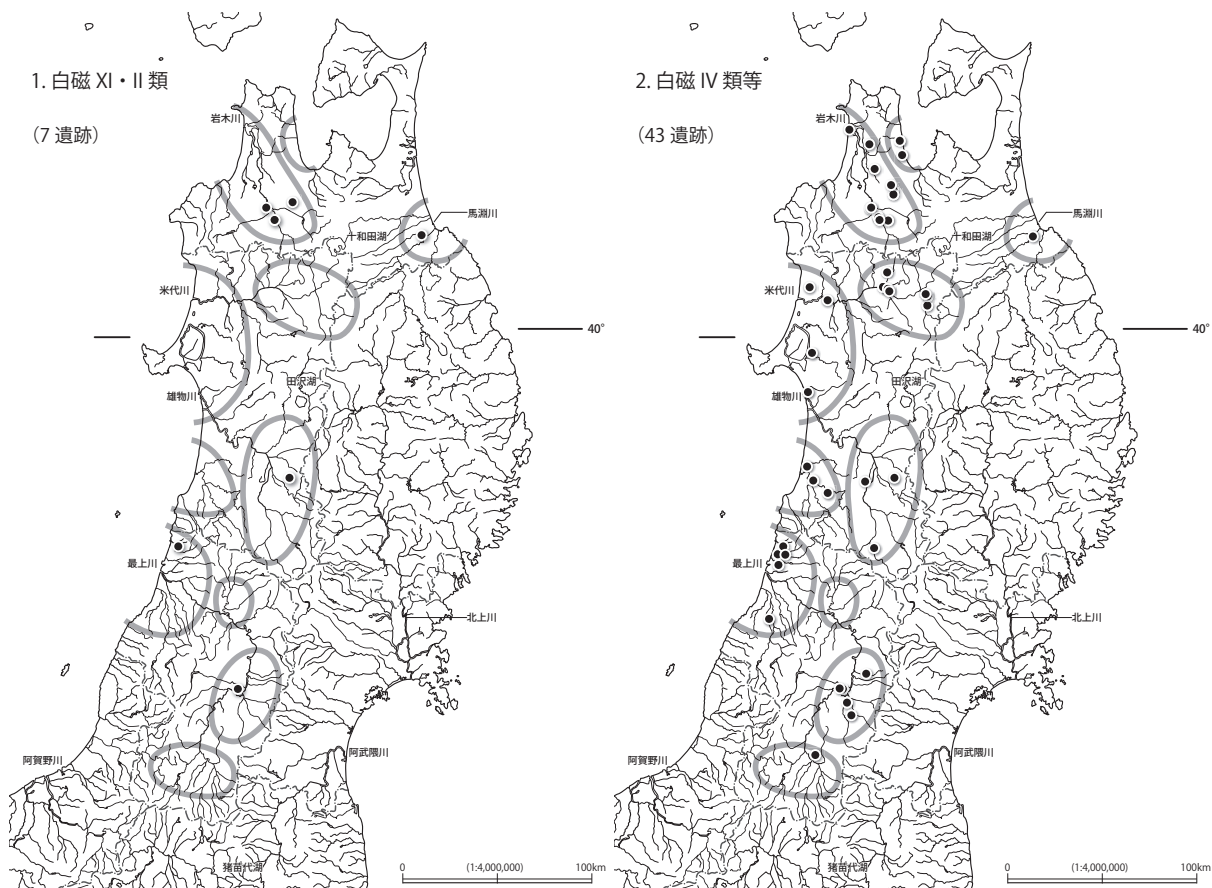 1. 白磁 XI・II 類
(7 遺跡)
岩木川
馬淵川
十和田湖
米代川
40°
田沢湖
雄物川
最上川
北上川
阿賀野川
阿武隈川
猪苗代湖
0 (1:4,000,000) 100km
2. 白磁 IV 類等
(43 遺跡)
岩木川
馬淵川
十和田湖
米代川
40°
田沢湖
雄物川
最上川
北上川
阿賀野川
阿武隈川
猪苗代湖
0 (1:4,000,000) 100km